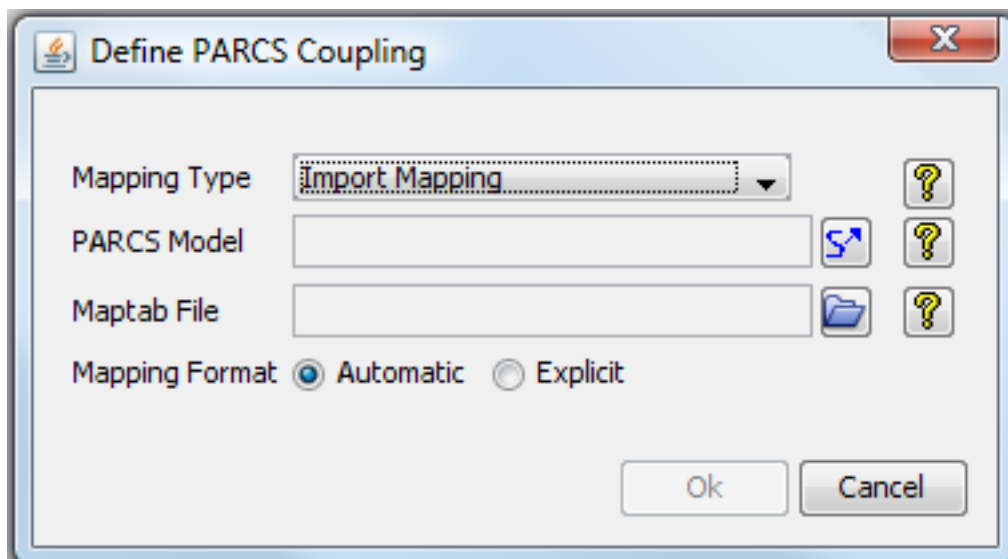 Define PARCS Coupling
Mapping Type Import Mapping
PARCS Model
Maptab File
Mapping Format Automatic Explicit
Ok Cancel